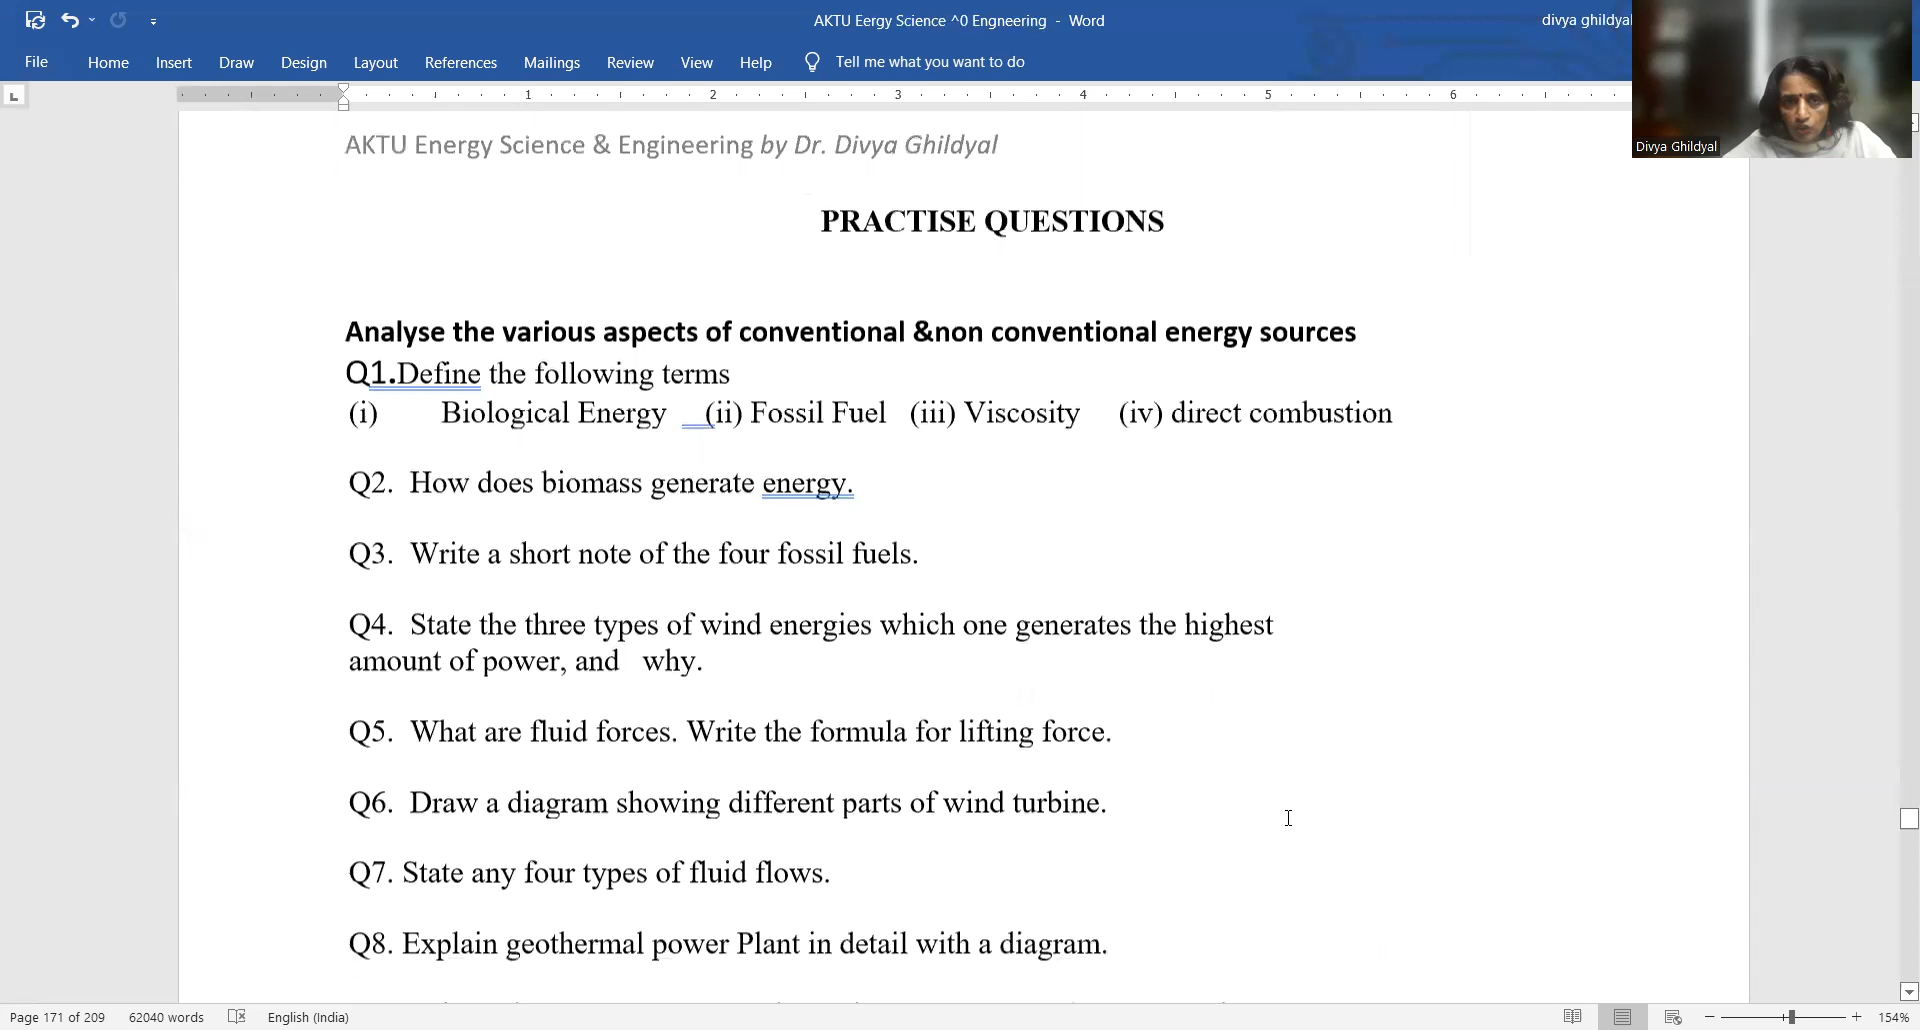 AKTU Eergy Science ^0 Engneering - Word
divya ghildyal
File Home Insert Draw Design Layout References Mailings Review View Help Tell me what you want to do
1 2 3 4 5 6
Divya Ghildyal
AKTU Energy Science & Engineering by Dr. Divya Ghildyal
PRACTISE QUESTIONS
Analyse the various aspects of conventional &non conventional energy sources
Q1.Define the following terms
(i) Biological Energy (ii) Fossil Fuel (iii) Viscosity (iv) direct combustion
Q2. How does biomass generate energy.
Q3. Write a short note of the four fossil fuels.
Q4. State the three types of wind energies which one generates the highest
amount of power, and why.
Q5. What are fluid forces. Write the formula for lifting force.
Q6. Draw a diagram showing different parts of wind turbine.
Q7. State any four types of fluid flows.
Q8. Explain geothermal power Plant in detail with a diagram.
Page 171 of 209 62040 words English (India) 154%